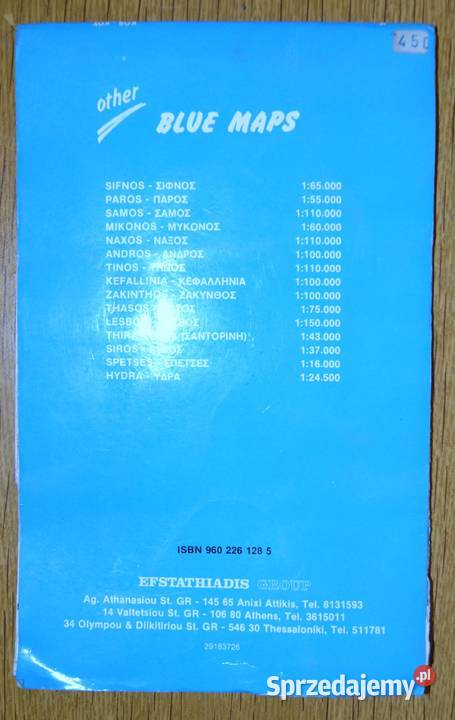 KOS - ΚΩΣ
450
other
BLUE MAPS
SIFNOS - ΣΙΦΝΟΣ 1:65.000
PAROS - ΠΑΡΟΣ 1:55.000
SAMOS - ΣΑΜΟΣ 1:110.000
MIKONOS - ΜΥΚΟΝΟΣ 1:60.000
NAXOS - ΝΑΞΟΣ 1:110.000
ANDROS - ΑΝΔΡΟΣ 1:100.000
TINOS - ΤΗΝΟΣ 1:110.000
KEFALLINIA - ΚΕΦΑΛΛΗΝΙΑ 1:100.000
ZAKINTHOS - ΖΑΚΥΝΘΟΣ 1:100.000
THASOS - 1:75.000
LESBOS 1:150.000
THIRA (ΣΑΝΤΟΡΙΝΗ) 1:43.000
SIROS - 1:37.000
SPETSES - ΣΠΕΤΣΕΣ 1:16.000
HYDRA - ΥΔΡΑ 1:24.500
ISBN 960 226 128 5
EFSTATHIADIS GROUP
Ag. Athanasiou St. GR - 145 65 Anixi Attikis, Tel. 8131593
14 Valtetsiou St. GR - 106 80 Athens, Tel. 3615011
34 Olympou & Diikitiriou St. GR - 546 30 Thessaloniki, Tel. 511781
29183726
Sprzedajemy.pl